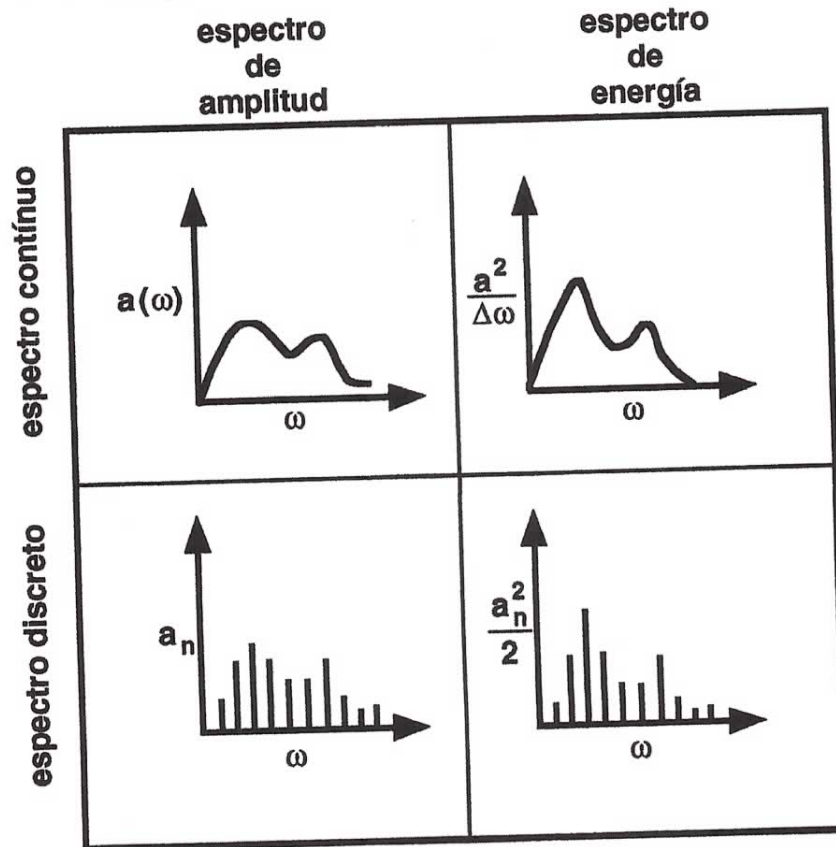 espectro
de
amplitud
espectro
de
energía
espectro contínuo
a(ω)
ω
a²
Δω
ω
espectro discreto
aₙ
ω
aₙ²
2
ω